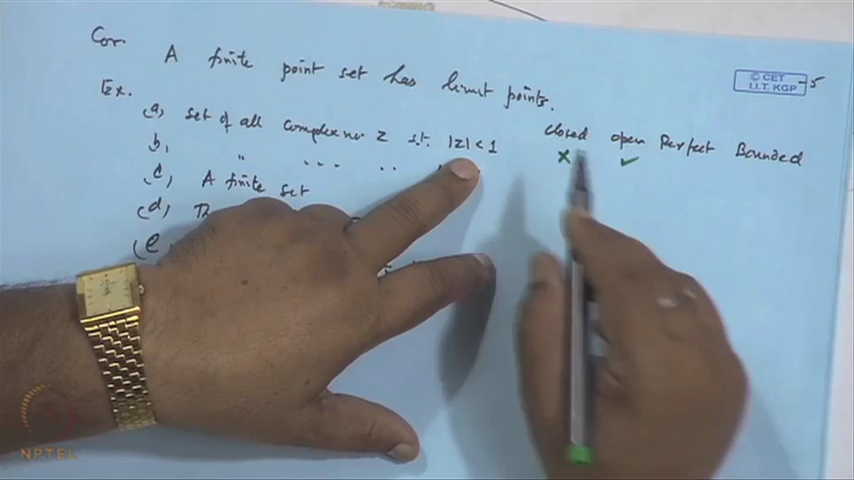 Cor. A finite point set has limit points.
© CET
I.I.T. KGP
-5
Ex.
(a) set of all complex no z s.t. |z| < 1
closed open Perfect Bounded
x ✓
b, " ... ..
(c) A finite set
(d)
(e
NPTEL